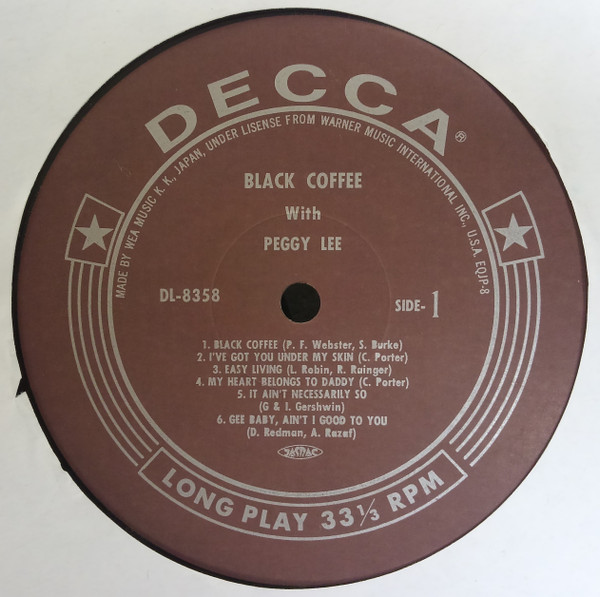 DECCA®
MADE BY WEA MUSIC K. K., JAPAN, UNDER LISENSE FROM WARNER MUSIC INTERNATIONAL INC., U.S.A. EQJP-8
BLACK COFFEE
With
PEGGY LEE
DL-8358
SIDE-1
1. BLACK COFFEE (P. F. Webster, S. Burke)
2. I'VE GOT YOU UNDER MY SKIN (C. Porter)
3. EASY LIVING (L. Robin, R. Rainger)
4. MY HEART BELONGS TO DADDY (C. Porter)
5. IT AIN'T NECESSARILY SO
(G & I. Gershwin)
6. GEE BABY, AIN'T I GOOD TO YOU
(D. Redman, A. Razaf)
JASRAC
LONG PLAY 33 1/3 RPM